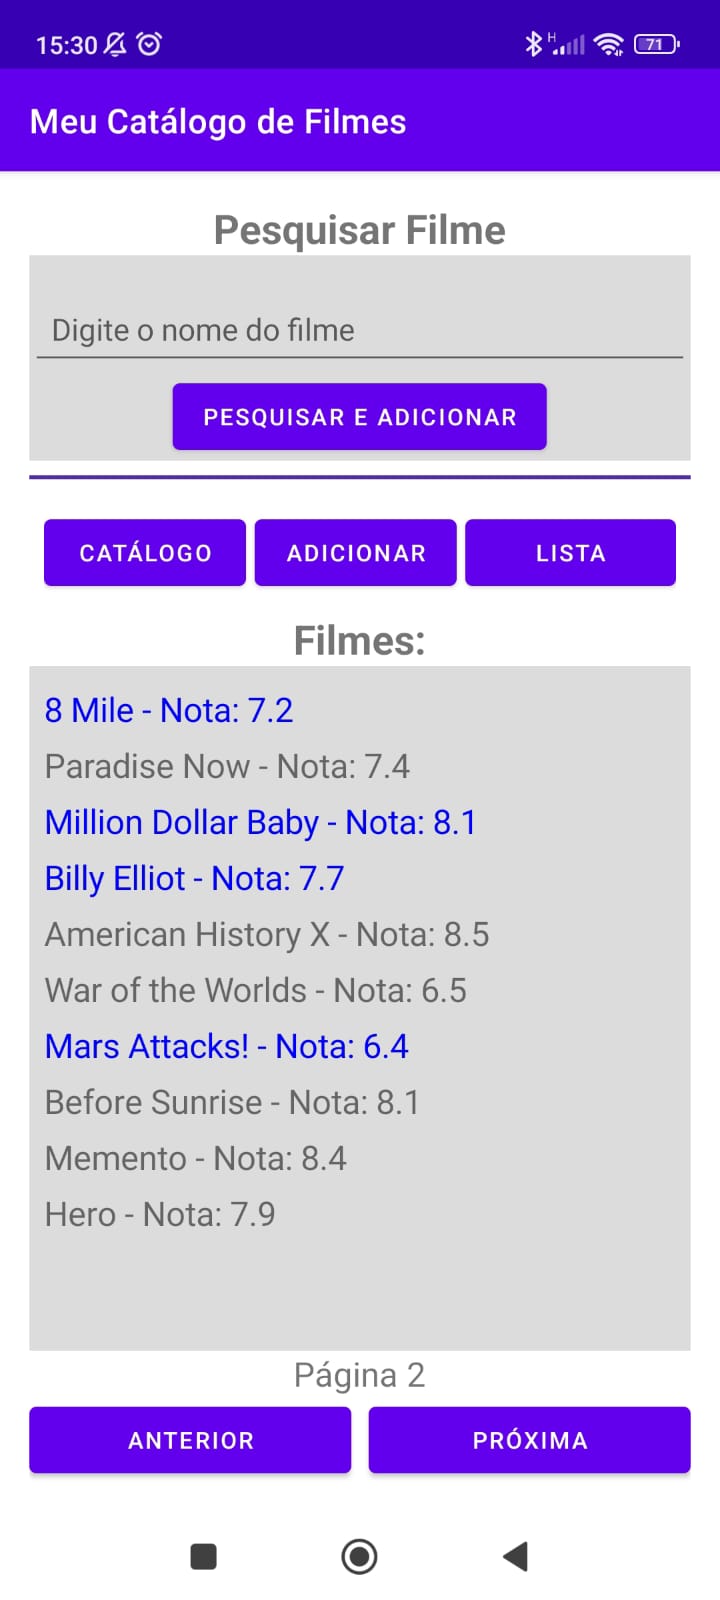 15:30 H 71
Meu Catálogo de Filmes
Pesquisar Filme
Digite o nome do filme
PESQUISAR E ADICIONAR
CATÁLOGO ADICIONAR LISTA
Filmes:
8 Mile - Nota: 7.2
Paradise Now - Nota: 7.4
Million Dollar Baby - Nota: 8.1
Billy Elliot - Nota: 7.7
American History X - Nota: 8.5
War of the Worlds - Nota: 6.5
Mars Attacks! - Nota: 6.4
Before Sunrise - Nota: 8.1
Memento - Nota: 8.4
Hero - Nota: 7.9
Página 2
ANTERIOR PRÓXIMA